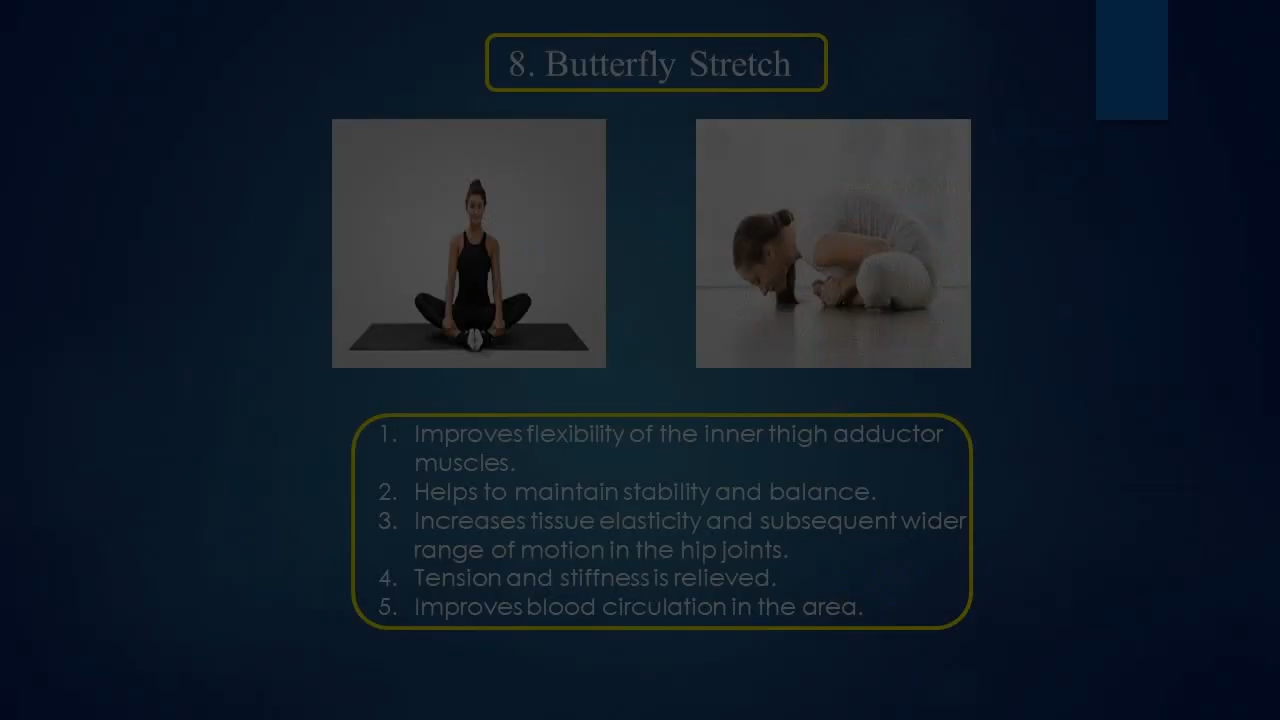 8. Butterfly Stretch
1. Improves flexibility of the inner thigh adductor
muscles.
2. Helps to maintain stability and balance.
3. Increases tissue elasticity and subsequent wider
range of motion in the hip joints.
4. Tension and stiffness is relieved.
5. Improves blood circulation in the area.